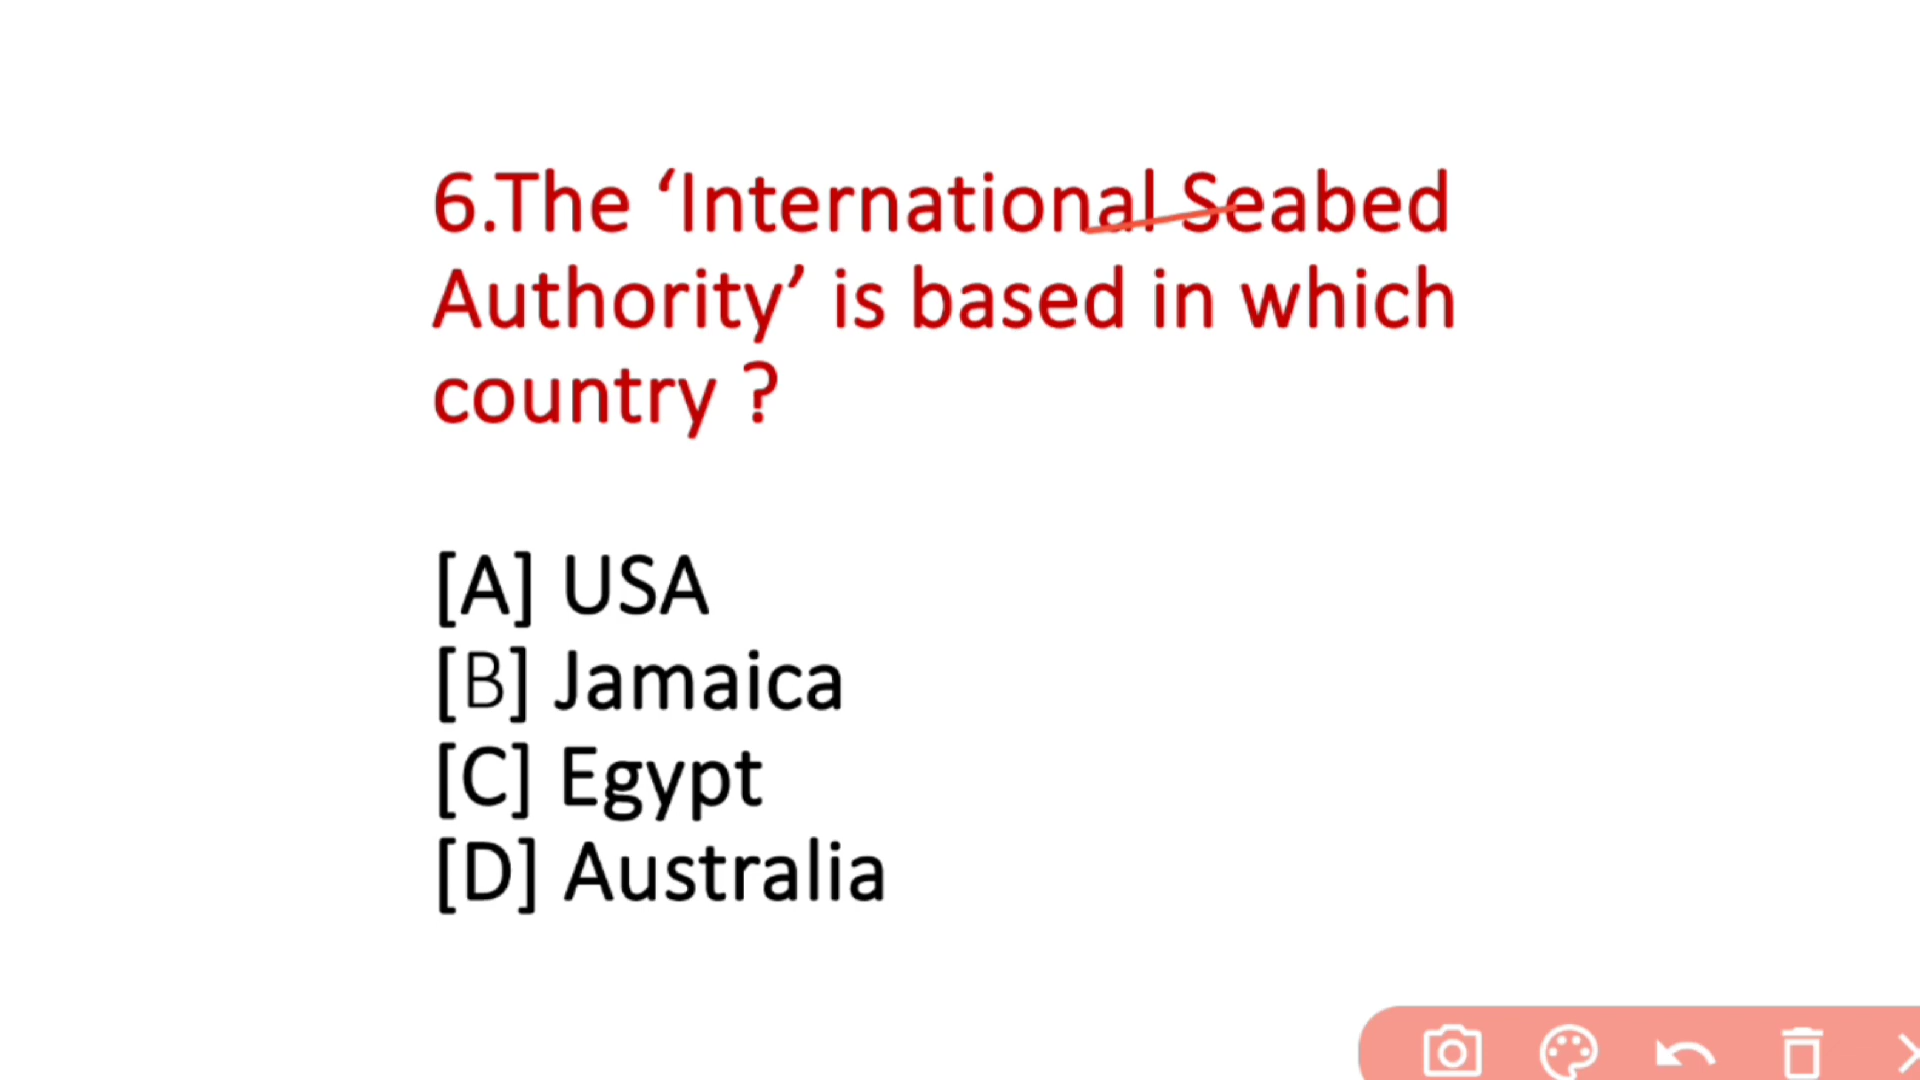 6.The ‘International Seabed
Authority’ is based in which
country ?
[A] USA
[B] Jamaica
[C] Egypt
[D] Australia